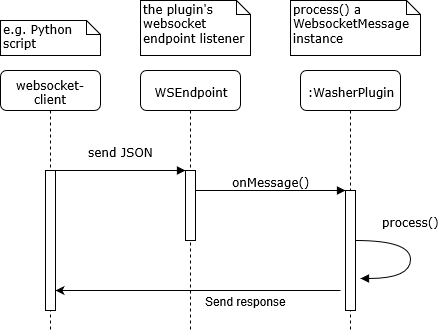 e.g. Python
script
the plugin's
websocket
endpoint listener
process() a
WebsocketMessage
instance
websocket-
client
WSEndpoint
:WasherPlugin
send JSON
onMessage()
process()
Send response